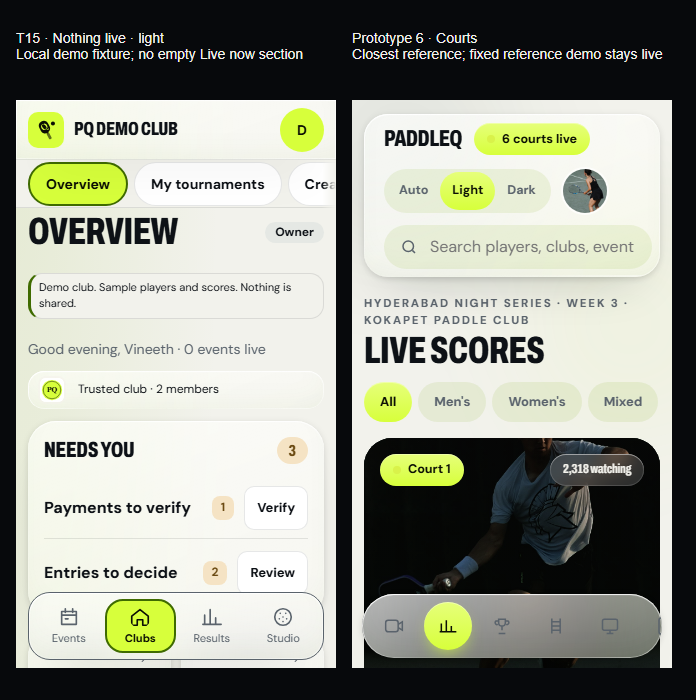 T15 · Nothing live · light
Local demo fixture; no empty Live now section
PQ DEMO CLUB
D
Overview
My tournaments
Crea
OVERVIEW
Owner
Demo club. Sample players and scores. Nothing is
shared.
Good evening, Vineeth · 0 events live
PQ
Trusted club · 2 members
NEEDS YOU
3
Payments to verify
1
Verify
Entries to decide
2
Review
Events
Clubs
Results
Studio
Prototype 6 · Courts
Closest reference; fixed reference demo stays live
PADDLEQ
6 courts live
Auto
Light
Dark
Search players, clubs, event
HYDERABAD NIGHT SERIES · WEEK 3 ·
KOKAPET PADDLE CLUB
LIVE SCORES
All
Men's
Women's
Mixed
Court 1
2,318 watching